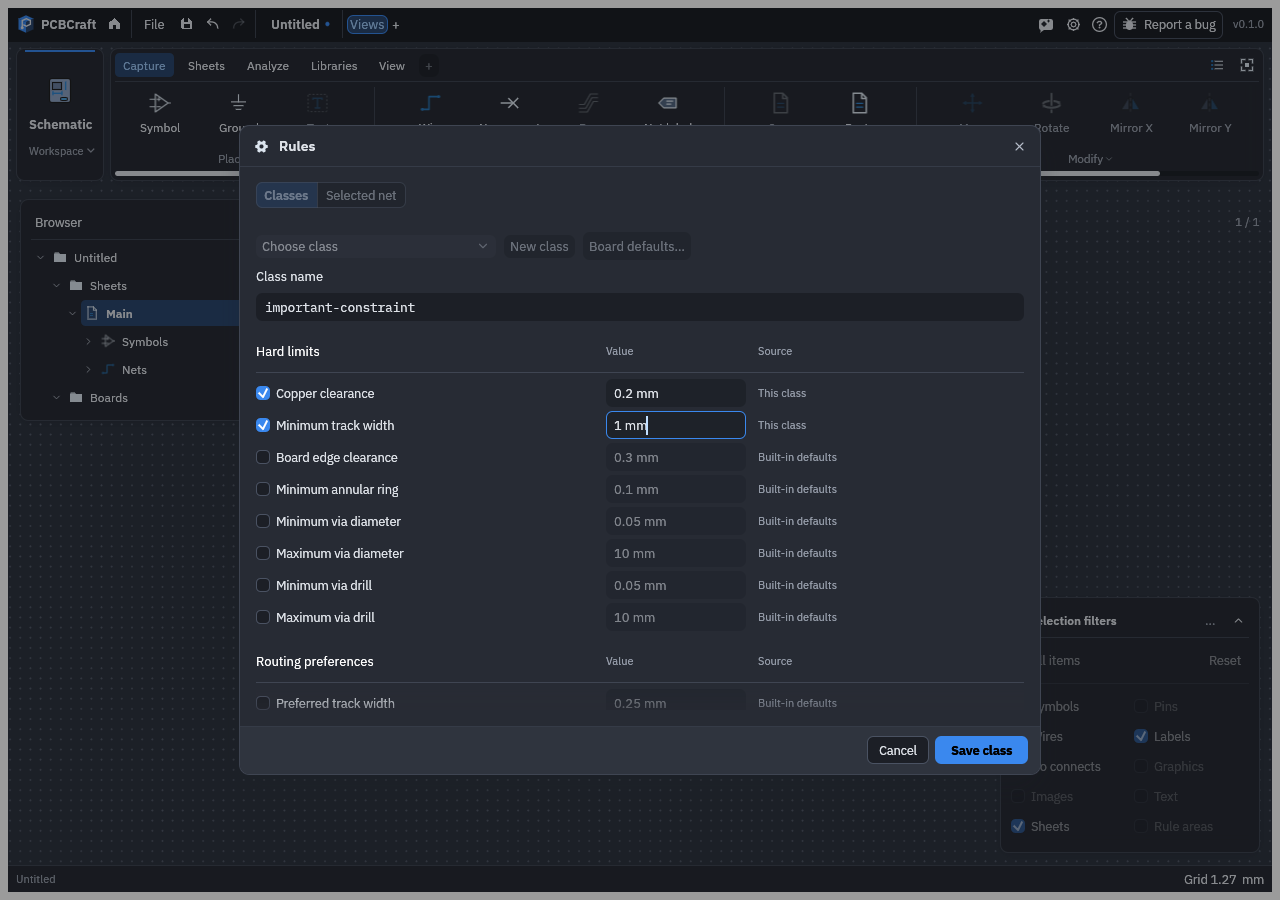 PCBCraft File Untitled Views + Report a bug v0.1.0
Capture Sheets Analyze Libraries View +
Schematic
Workspace
Symbol
Rotate Mirror X Mirror Y
Modify
Rules
Classes Selected net
Browser
1 / 1
Choose class New class Board defaults...
Untitled
Class name
Sheets
important-constraint
Main
Symbols
Nets
Boards
Hard limits Value Source
Copper clearance 0.2 mm This class
Minimum track width 1 mm This class
Board edge clearance 0.3 mm Built-in defaults
Minimum annular ring 0.1 mm Built-in defaults
Minimum via diameter 0.05 mm Built-in defaults
Maximum via diameter 10 mm Built-in defaults
Minimum via drill 0.05 mm Built-in defaults
Maximum via drill 10 mm Built-in defaults
Routing preferences Value Source
Preferred track width 0.25 mm Built-in defaults
Cancel Save class
filters ...
items Reset
Pins
Labels
connects Graphics
Images Text
Sheets Rule areas
Untitled Grid 1.27 mm